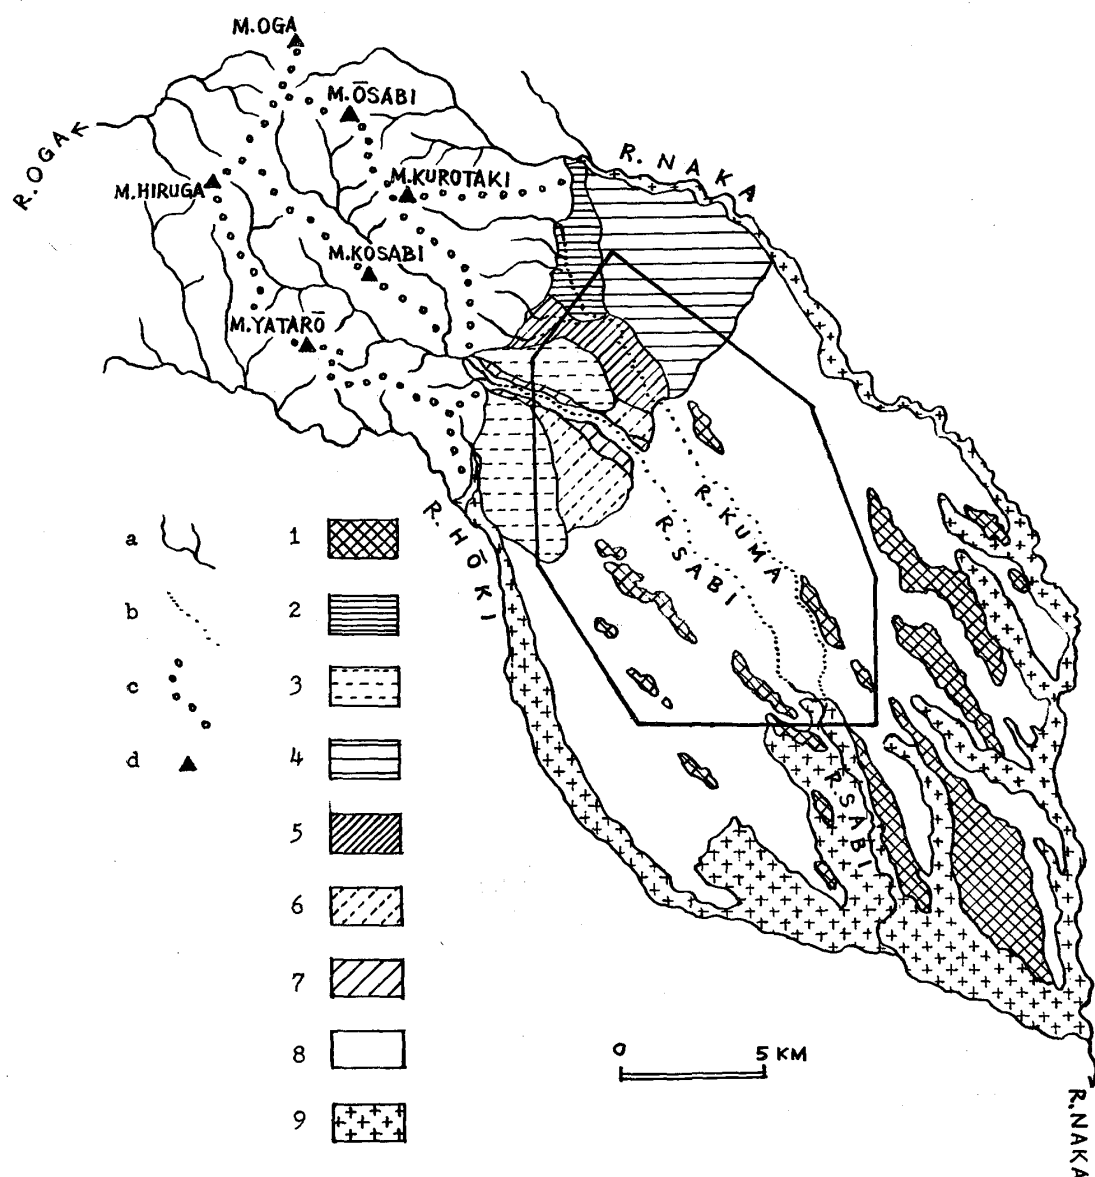 M.OGA
M.ŌSABI
R.OGA
M.HIRUGA
M.KUROTAKI
R.NAKA
M.KOSABI
M.YATARŌ
R.KUMA
R.SABI
R.HŌKI
R.SABI
a
b
c
d
1
2
3
4
5
6
7
8
9
0 5 KM
R.NAKA